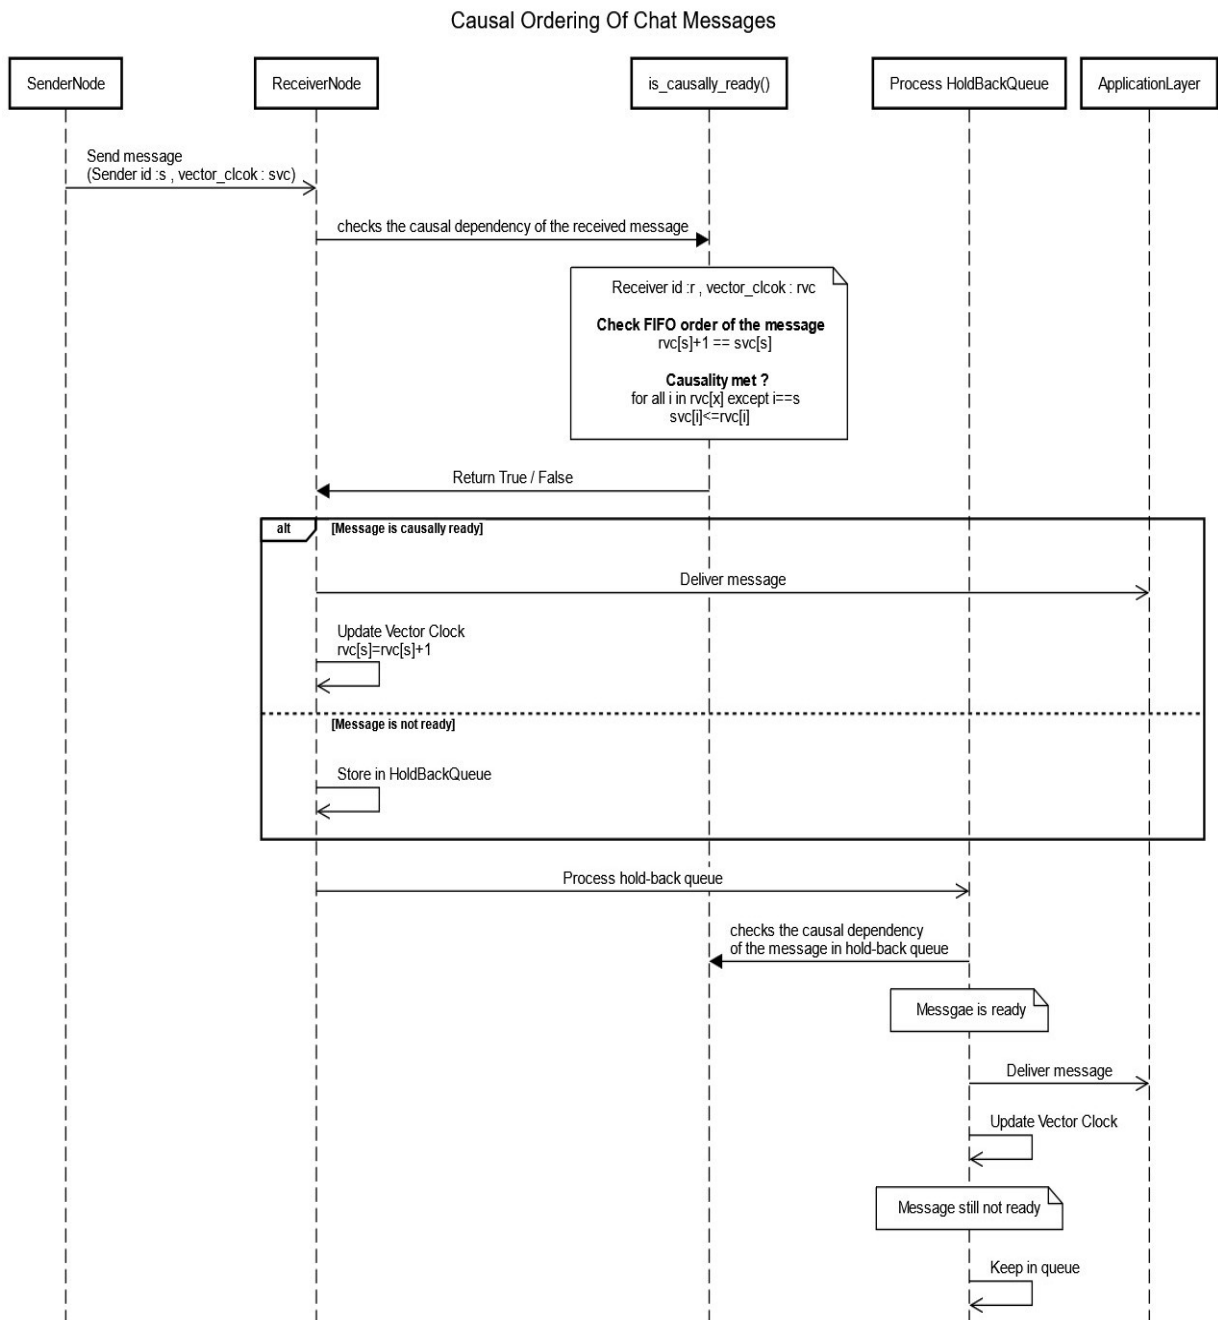 Causal Ordering Of Chat Messages
SenderNode
ReceiverNode
is_causally_ready()
Process HoldBackQueue
ApplicationLayer
Send message
(Sender id :s , vector_clcok : svc)
checks the causal dependency of the received message
Receiver id :r , vector_clcok : rvc
Check FIFO order of the message
rvc[s]+1 == svc[s]
Causality met ?
for all i in rvc[x] except i==s
svc[i]<=rvc[i]
Return True / False
alt
[Message is causally ready]
Deliver message
Update Vector Clock
rvc[s]=rvc[s]+1
[Message is not ready]
Store in HoldBackQueue
Process hold-back queue
checks the causal dependency
of the message in hold-back queue
Messgae is ready
Deliver message
Update Vector Clock
Message still not ready
Keep in queue